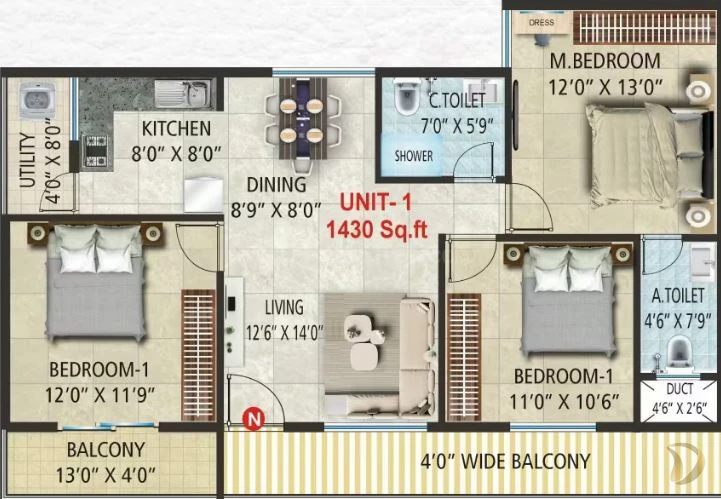 DRESS
M.BEDROOM
12'0" X 13'0"
UTILITY
4'0" X 8'0"
KITCHEN
8'0" X 8'0"
C.TOILET
7'0" X 5'9"
SHOWER
DINING
8'9" X 8'0"
UNIT- 1
1430 Sq.ft
LIVING
12'6" X 14'0"
A.TOILET
4'6" X 7'9"
BEDROOM-1
12'0" X 11'9"
BEDROOM-1
11'0" X 10'6"
DUCT
4'6" X 2'6"
N
BALCONY
13'0" X 4'0"
4'0" WIDE BALCONY